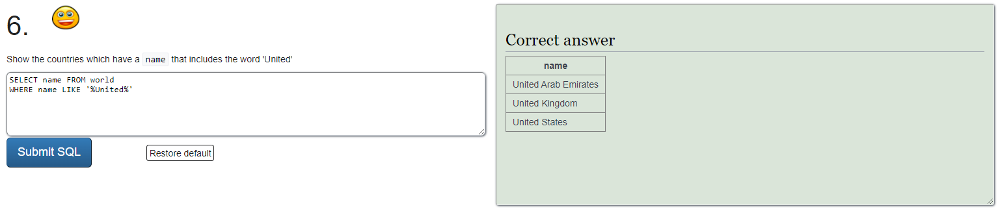 6.
Show the countries which have a name that includes the word 'United'
SELECT name FROM world
WHERE name LIKE '%United%'
Submit SQL
Restore default
Correct answer
name
United Arab Emirates
United Kingdom
United States